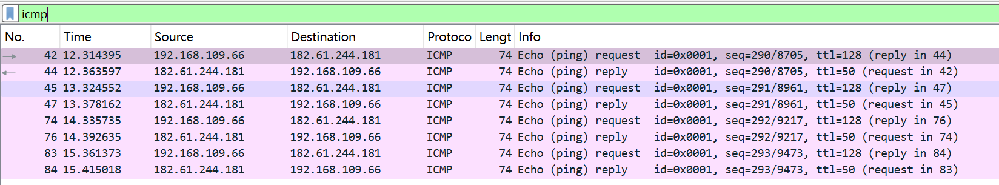 icmp
No. Time Source Destination Protoco Lengt Info
42 12.314395 192.168.109.66 182.61.244.181 ICMP 74 Echo (ping) request id=0x0001, seq=290/8705, ttl=128 (reply in 44)
44 12.363597 182.61.244.181 192.168.109.66 ICMP 74 Echo (ping) reply id=0x0001, seq=290/8705, ttl=50 (request in 42)
45 13.324552 192.168.109.66 182.61.244.181 ICMP 74 Echo (ping) request id=0x0001, seq=291/8961, ttl=128 (reply in 47)
47 13.378162 182.61.244.181 192.168.109.66 ICMP 74 Echo (ping) reply id=0x0001, seq=291/8961, ttl=50 (request in 45)
74 14.335735 192.168.109.66 182.61.244.181 ICMP 74 Echo (ping) request id=0x0001, seq=292/9217, ttl=128 (reply in 76)
76 14.392635 182.61.244.181 192.168.109.66 ICMP 74 Echo (ping) reply id=0x0001, seq=292/9217, ttl=50 (request in 74)
83 15.361373 192.168.109.66 182.61.244.181 ICMP 74 Echo (ping) request id=0x0001, seq=293/9473, ttl=128 (reply in 84)
84 15.415018 182.61.244.181 192.168.109.66 ICMP 74 Echo (ping) reply id=0x0001, seq=293/9473, ttl=50 (request in 83)